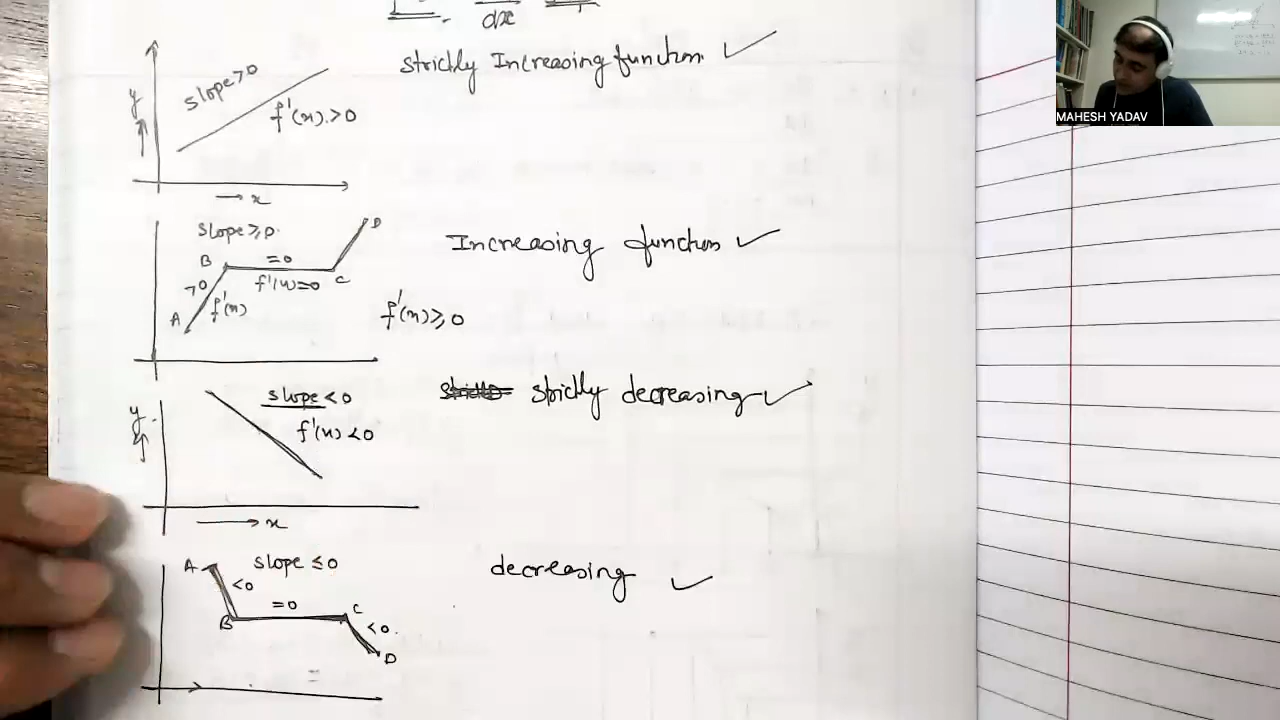 dx
strictly Increasing function
slope>0
f'(x).>0
y
x
slope≥0.
D
Increasing function
B
=0
C
>0
f'(x)=0
A
f'(x)
f'(x)≥0
slope<0
strictly decreasing
y
f'(x)<0
x
A
slope≤0
decreasing
<0
=0
C
B
<0.
D
=
MAHESH YADAV